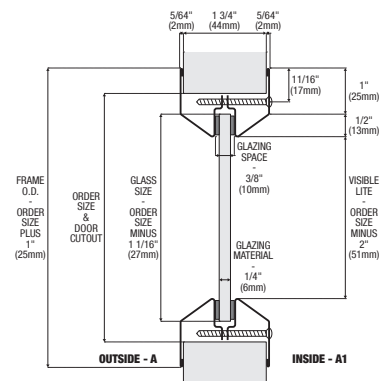 5/64"
(2mm)
1 3/4"
(44mm)
5/64"
(2mm)
11/16"
(17mm)
1"
(25mm)
1/2"
(13mm)
FRAME
O.D.
-
ORDER
SIZE
PLUS
1"
(25mm)
ORDER
SIZE
&
DOOR
CUTOUT
GLASS
SIZE
-
ORDER
SIZE
MINUS
1 1/16"
(27mm)
GLAZING
SPACE
-
3/8"
(10mm)
GLAZING
MATERIAL
-
1/4"
(6mm)
VISIBLE
LITE
-
ORDER
SIZE
MINUS
2"
(51mm)
OUTSIDE - A
INSIDE - A1